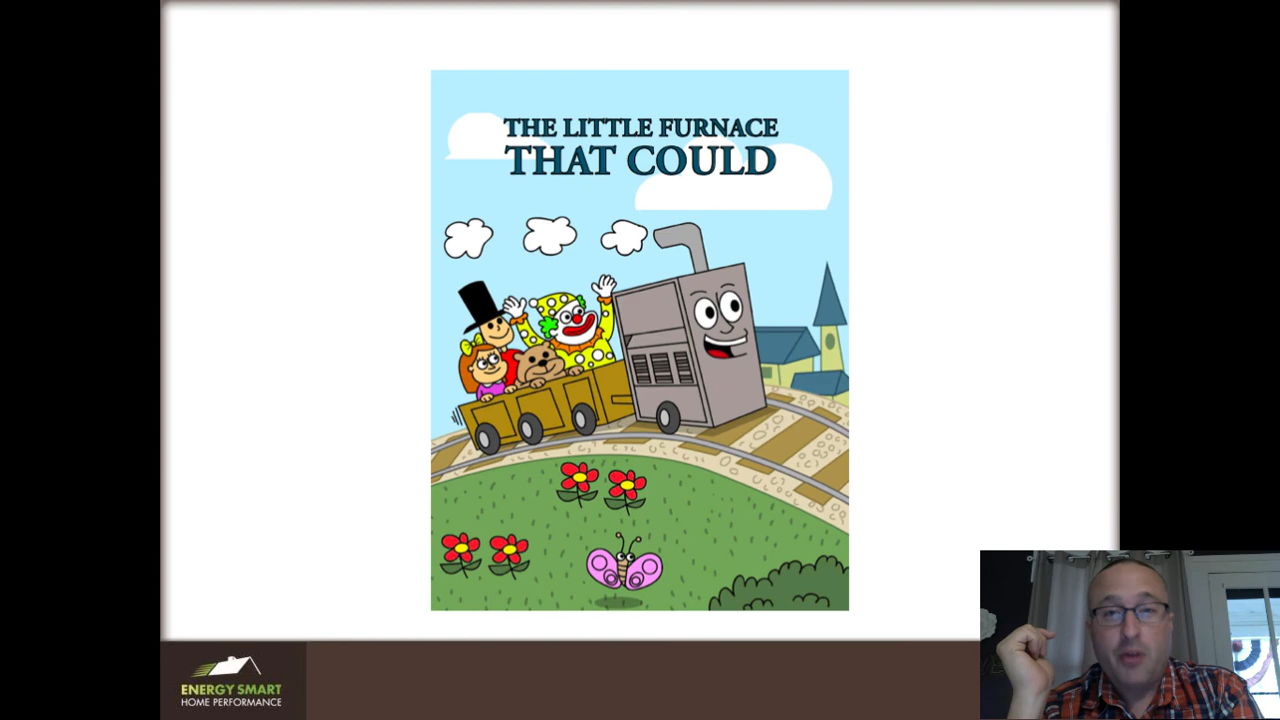 THE LITTLE FURNACE
THAT COULD
ENERGY SMART
HOME PERFORMANCE